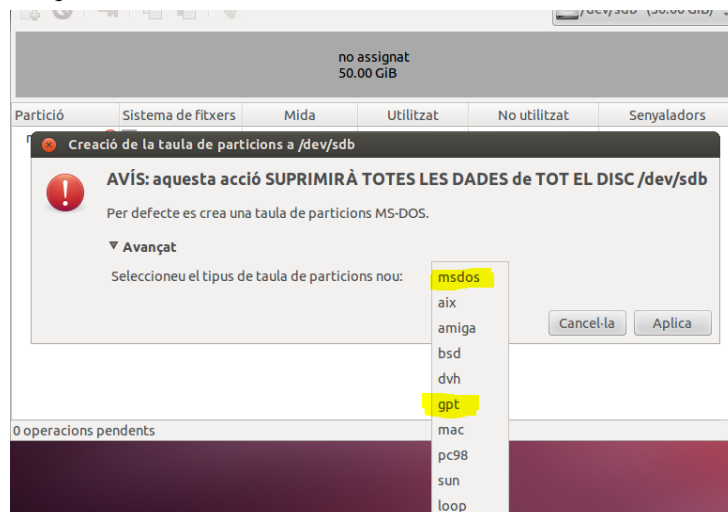 /dev/sdb (50.00 GiB)
no assignat
50.00 GiB
Partició Sistema de fitxers Mida Utilitzat No utilitzat Senyaladors
Creació de la taula de particions a /dev/sdb
AVÍS: aquesta acció SUPRIMIRÀ TOTES LES DADES de TOT EL DISC /dev/sdb
Per defecte es crea una taula de particions MS-DOS.
Avançat
Seleccioneu el tipus de taula de particions nou: msdos
aix
amiga
Cancel·la Aplica
bsd
dvh
gpt
mac
pc98
sun
loop
0 operacions pendents